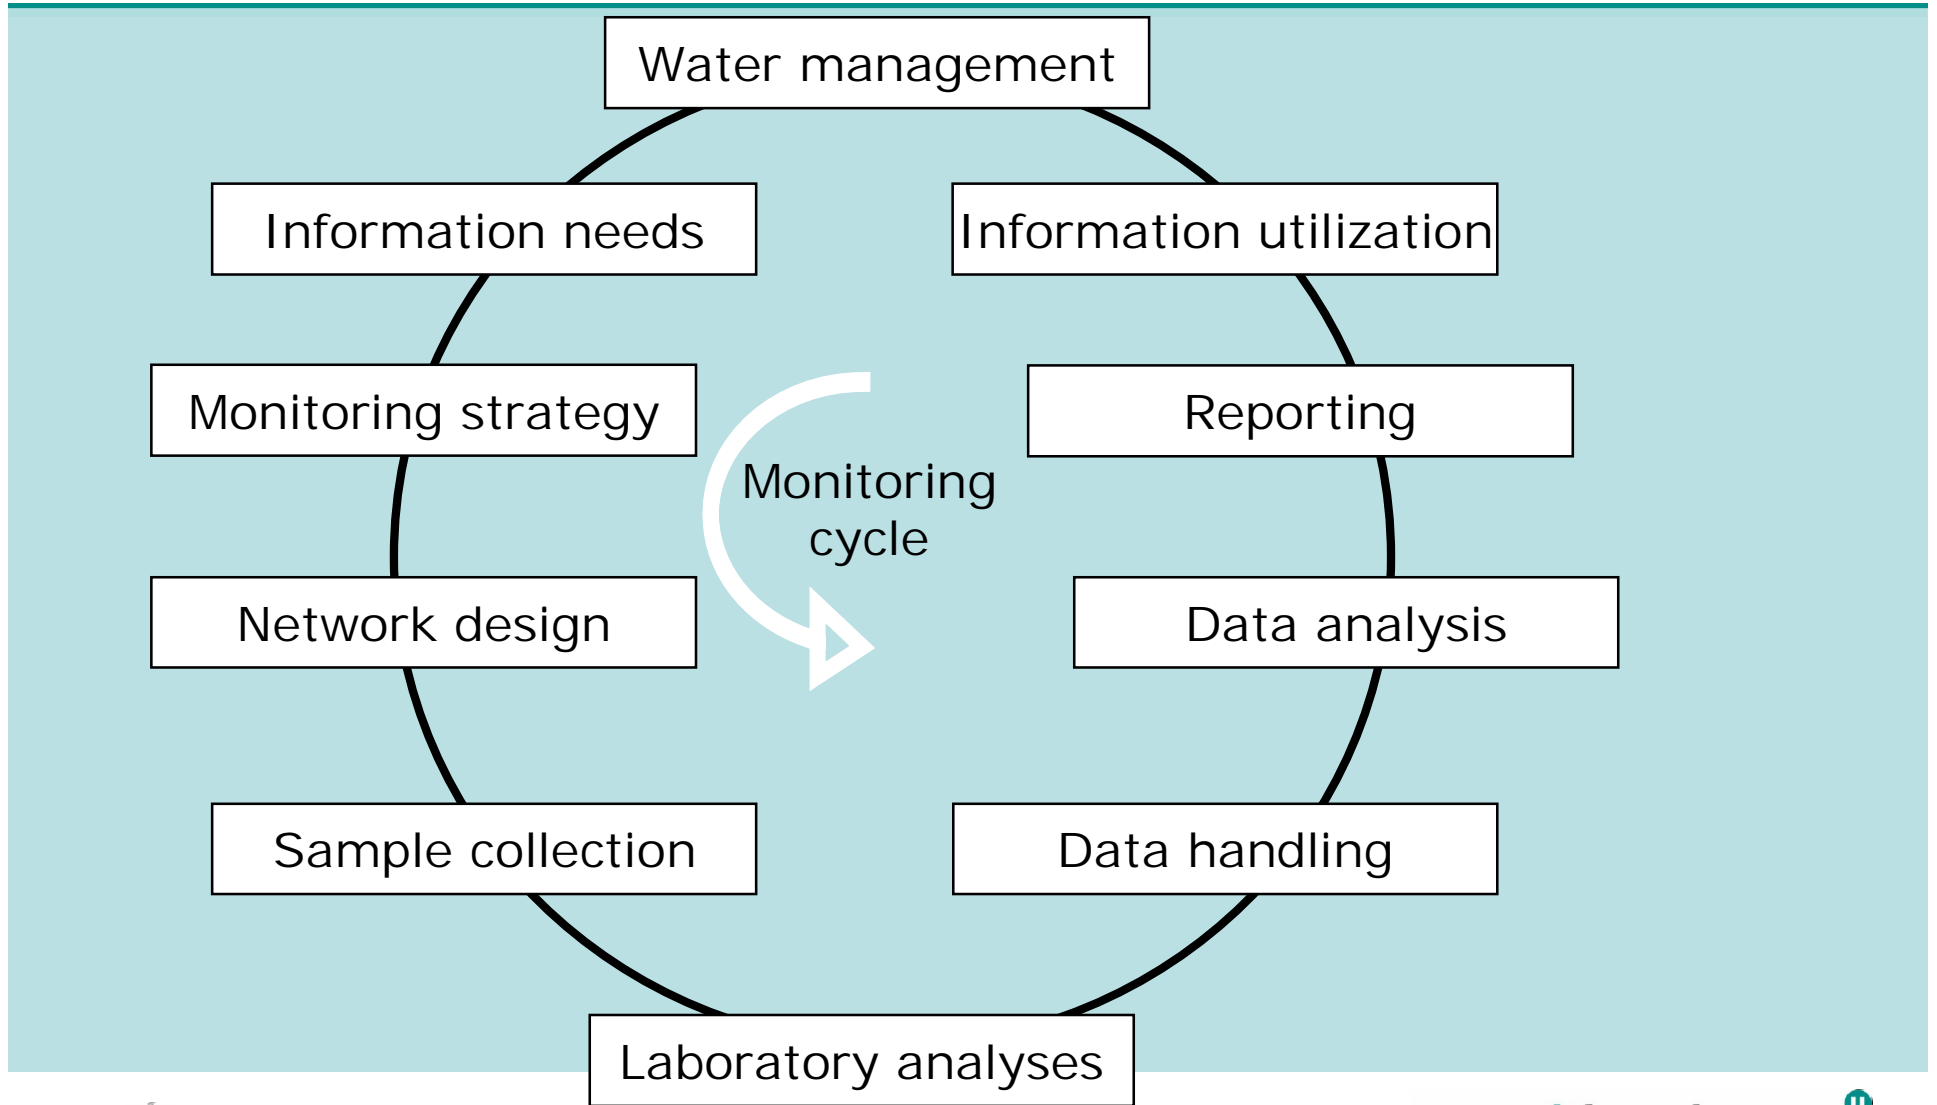 Water management
Information needs
Information utilization
Monitoring strategy
Reporting
Monitoring
cycle
Network design
Data analysis
Sample collection
Data handling
Laboratory analyses